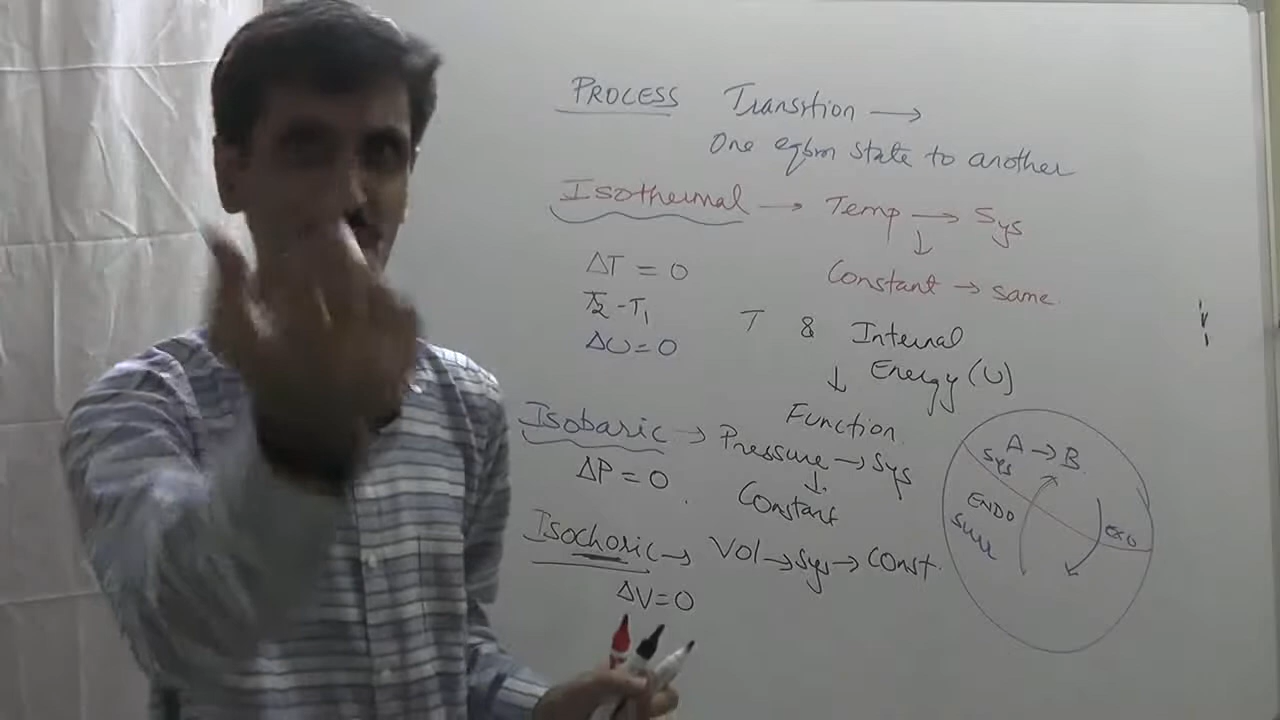 PROCESS Transition →
One eqbm state to another
Isothermal → Temp → Sys
↓
ΔT = 0 Constant → same.
T2 - T1 T & Internal
ΔU = 0 ↓ Energy (U)
Function
Isobaric → Pressure → Sys
ΔP = 0 ↓
Constant
Isochoric → Vol → Sys → Const.
ΔV = 0
A → B
Sys
ENDO
Surr
exo